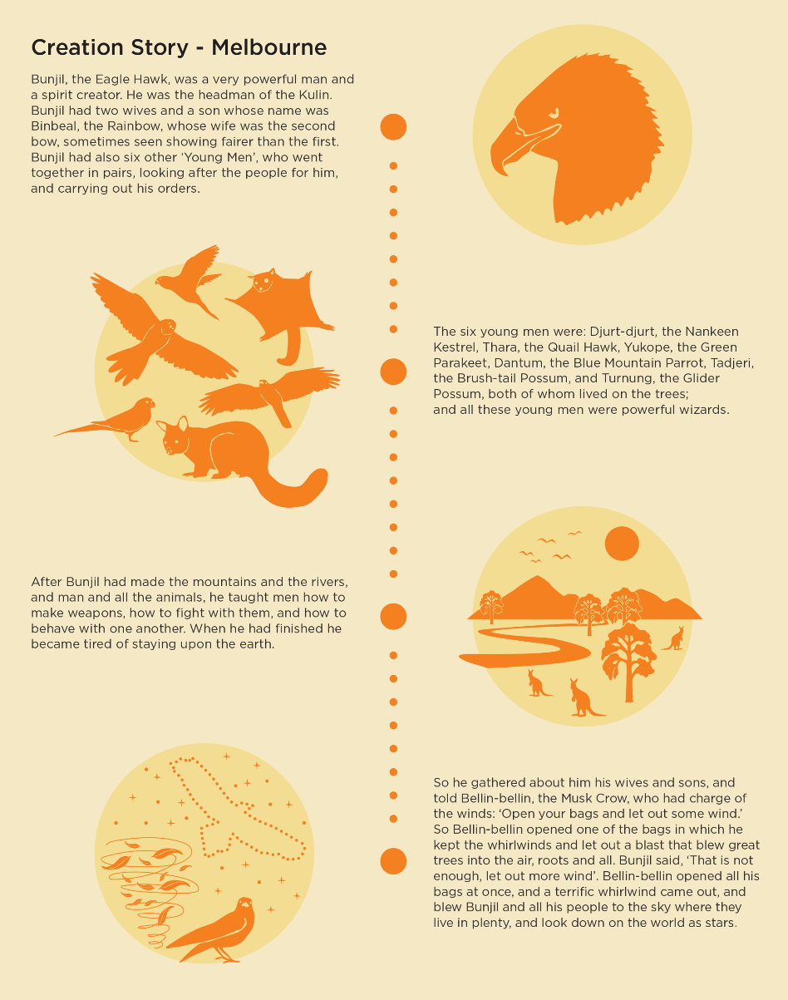 Creation Story - Melbourne
Bunjil, the Eagle Hawk, was a very powerful man and
a spirit creator. He was the headman of the Kulin.
Bunjil had two wives and a son whose name was
Binbeal, the Rainbow, whose wife was the second
bow, sometimes seen showing fairer than the first.
Bunjil had also six other ‘Young Men’, who went
together in pairs, looking after the people for him,
and carrying out his orders.
The six young men were: Djurt-djurt, the Nankeen
Kestrel, Thara, the Quail Hawk, Yukope, the Green
Parakeet, Dantum, the Blue Mountain Parrot, Tadjeri,
the Brush-tail Possum, and Turnung, the Glider
Possum, both of whom lived on the trees;
and all these young men were powerful wizards.
After Bunjil had made the mountains and the rivers,
and man and all the animals, he taught men how to
make weapons, how to fight with them, and how to
behave with one another. When he had finished he
became tired of staying upon the earth.
So he gathered about him his wives and sons, and
told Bellin-bellin, the Musk Crow, who had charge of
the winds: ‘Open your bags and let out some wind.’
So Bellin-bellin opened one of the bags in which he
kept the whirlwinds and let out a blast that blew great
trees into the air, roots and all. Bunjil said, ‘That is not
enough, let out more wind’. Bellin-bellin opened all his
bags at once, and a terrific whirlwind came out, and
blew Bunjil and all his people to the sky where they
live in plenty, and look down on the world as stars.